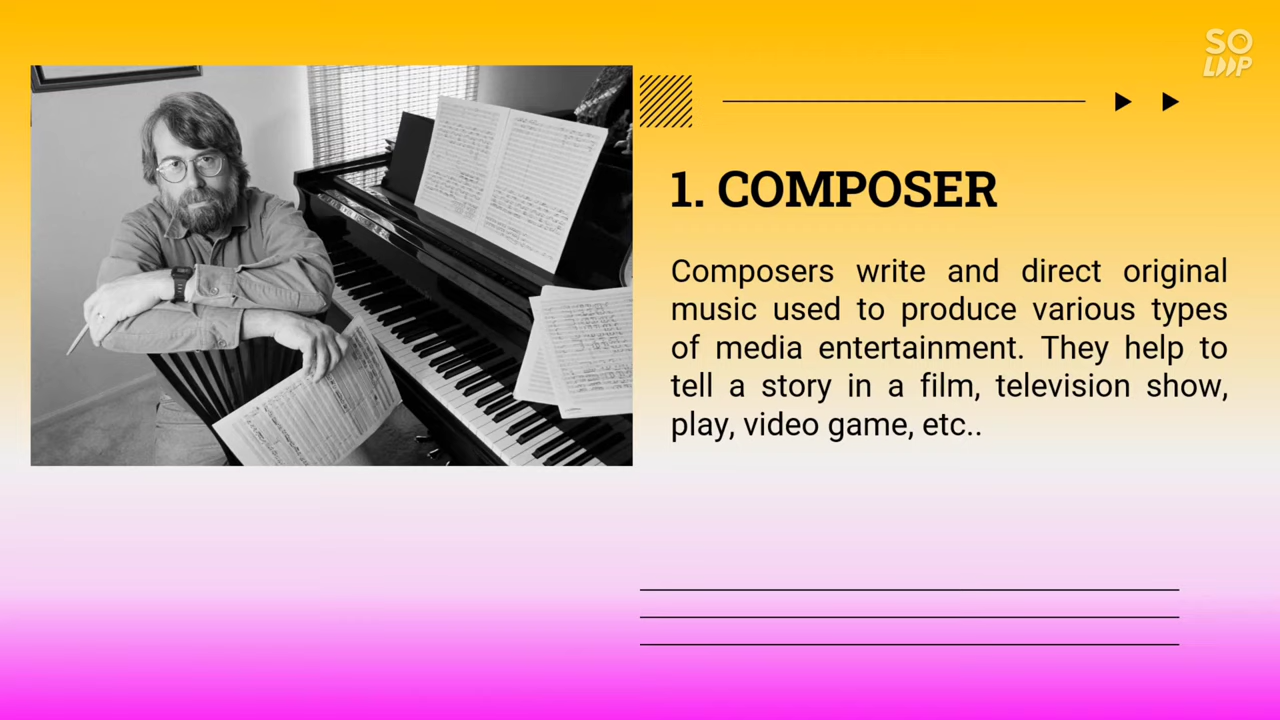 SO
LOOP
1. COMPOSER
Composers write and direct original
music used to produce various types
of media entertainment. They help to
tell a story in a film, television show,
play, video game, etc..